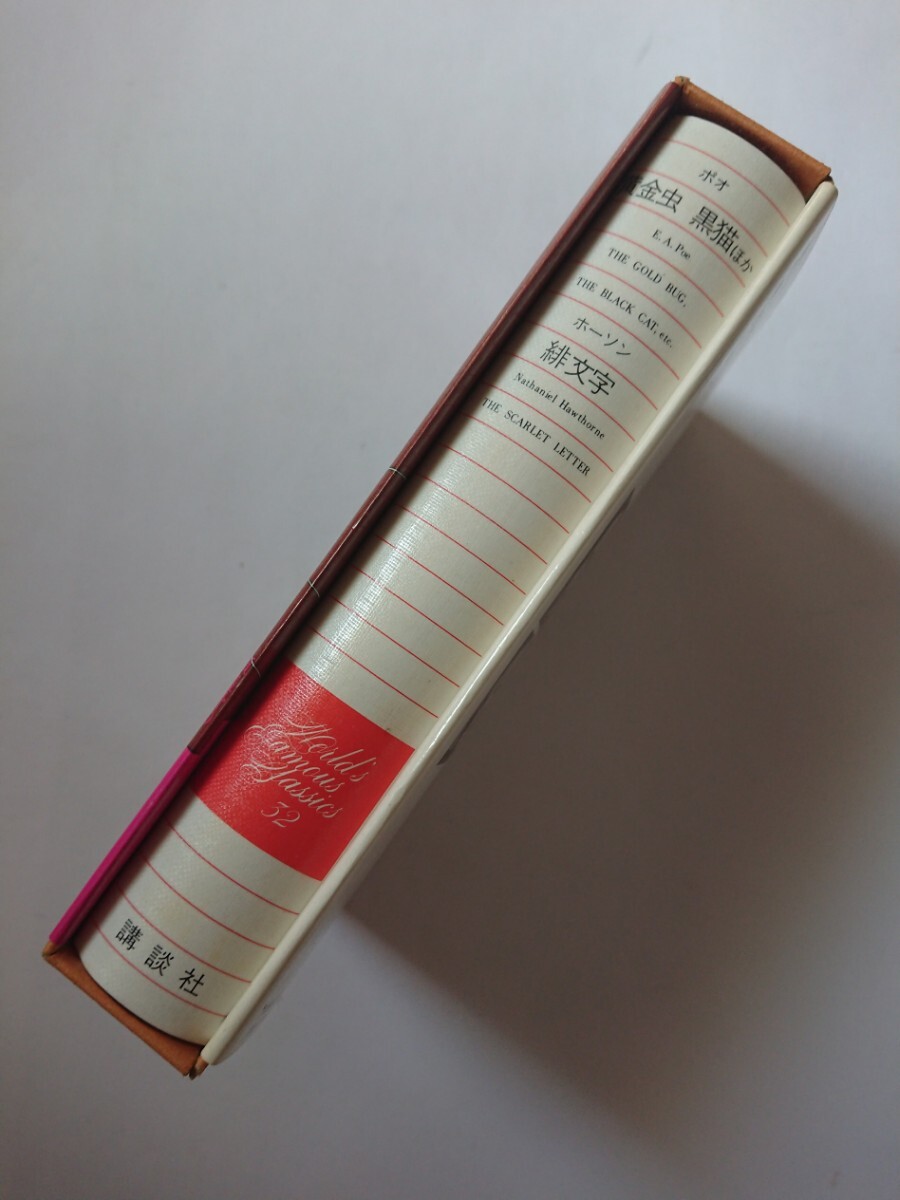 ポオ
黄金虫 黒猫ほか
E. A. Poe
THE GOLD BUG,
THE BLACK CAT, etc.
ホーソン
緋文字
Nathaniel Hawthorne
THE SCARLET LETTER
World's
Famous
Classics
32
講談社